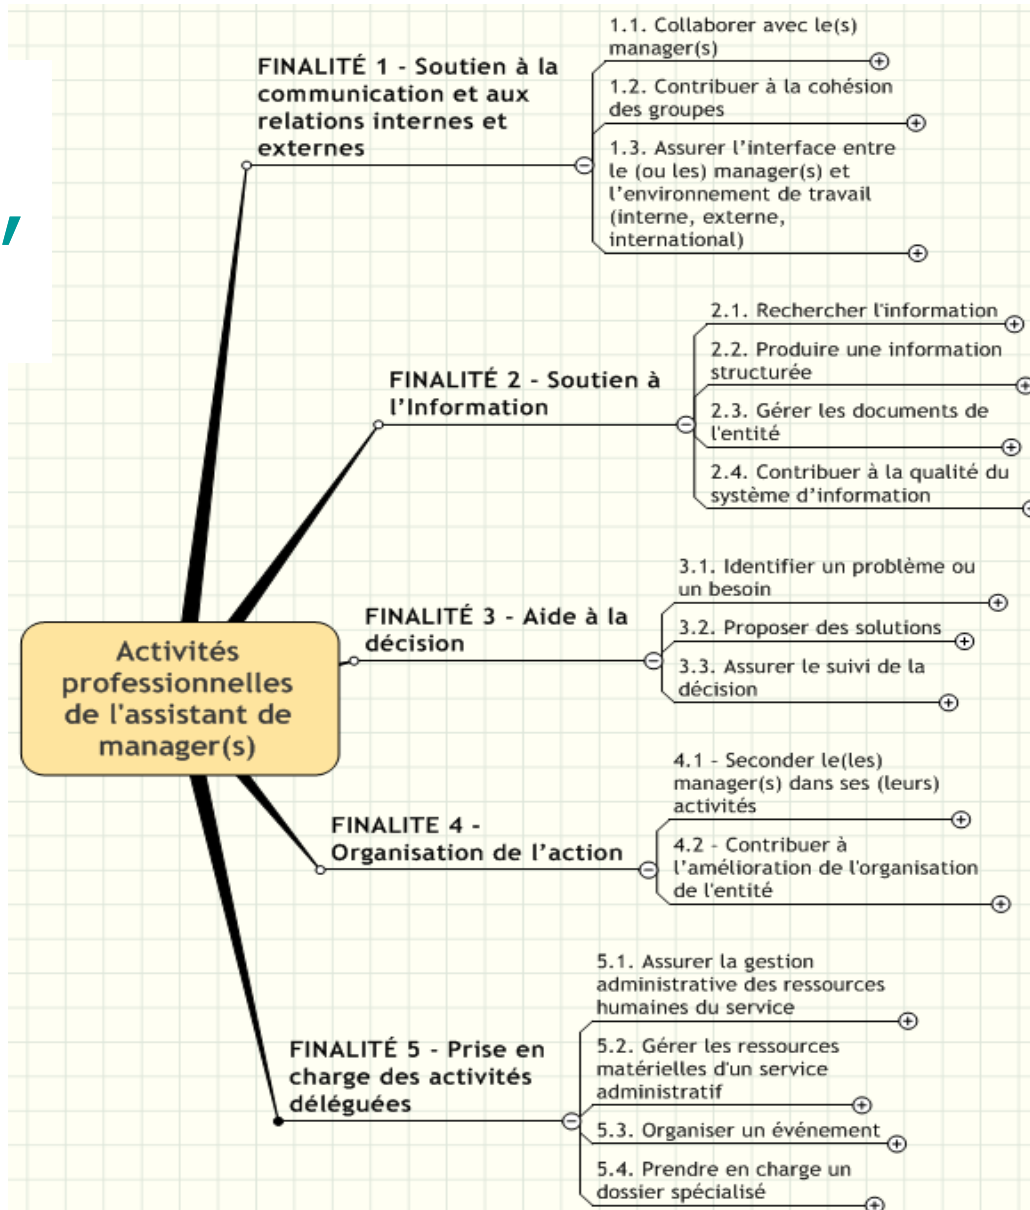 FINALITÉ 1 - Soutien à la
communication et aux
relations internes et
externes
1.1. Collaborer avec le(s)
manager(s)
1.2. Contribuer à la cohésion
des groupes
1.3. Assurer l’interface entre
le (ou les) manager(s) et
l’environnement de travail
(interne, externe,
international)
FINALITÉ 2 - Soutien à
l’Information
2.1. Rechercher l'information
2.2. Produire une information
structurée
2.3. Gérer les documents de
l'entité
2.4. Contribuer à la qualité du
système d’information
Activités
professionnelles
de l'assistant de
manager(s)
FINALITÉ 3 - Aide à la
décision
3.1. Identifier un problème ou
un besoin
3.2. Proposer des solutions
3.3. Assurer le suivi de la
décision
FINALITE 4 -
Organisation de l’action
4.1 - Seconder le(les)
manager(s) dans ses (leurs)
activités
4.2 - Contribuer à
l’amélioration de l'organisation
de l'entité
FINALITÉ 5 - Prise en
charge des activités
déléguées
5.1. Assurer la gestion
administrative des ressources
humaines du service
5.2. Gérer les ressources
matérielles d'un service
administratif
5.3. Organiser un événement
5.4. Prendre en charge un
dossier spécialisé